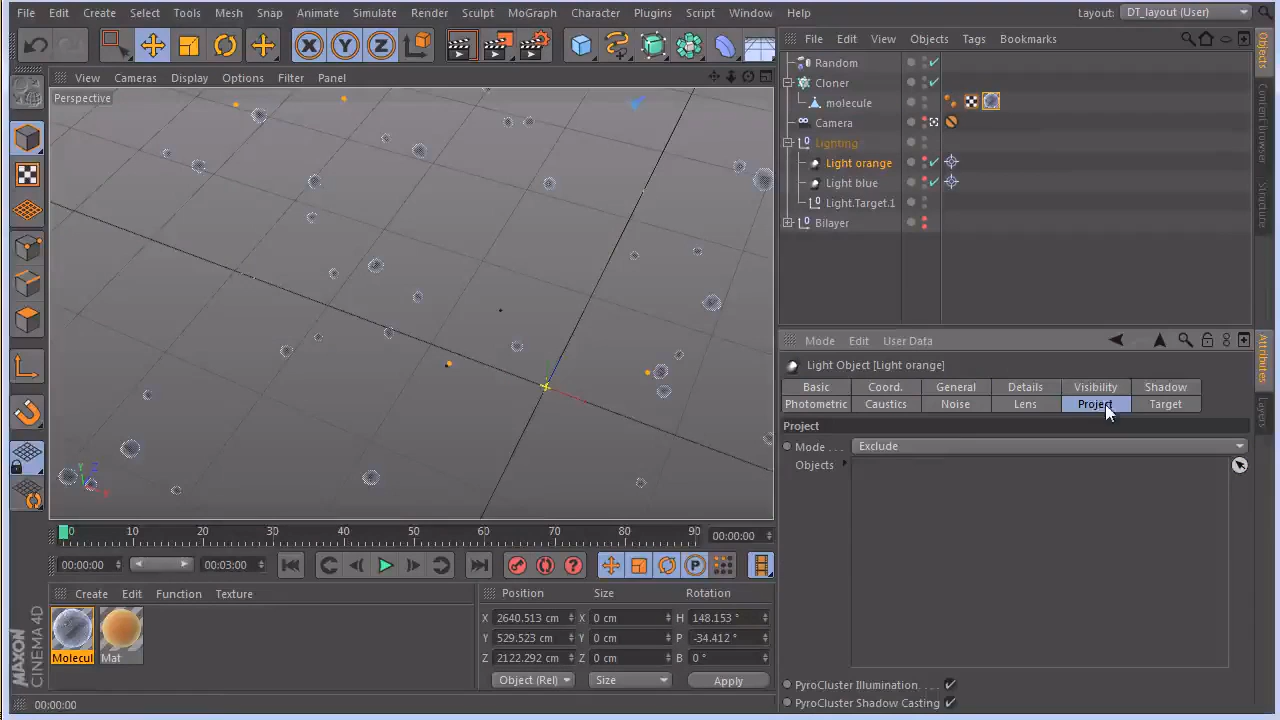 File Edit Create Select Tools Mesh Snap Animate Simulate Render Sculpt MoGraph Character Plugins Script Window Help Layout: DT_layout (User)
X Y Z
View Cameras Display Options Filter Panel
Perspective
Y Z X
0 10 20 30 40 50 60 70 80 90 00:00:00
00:00:00 00:03:00
Create Edit Function Texture
Molecul Mat
Position Size Rotation
X 2640.513 cm X 0 cm H 148.153 °
Y 529.523 cm Y 0 cm P -34.412 °
Z 2122.292 cm Z 0 cm B 0 °
Object (Rel) Size Apply
MAXON CINEMA 4D
00:00:00
File Edit View Objects Tags Bookmarks
Random
Cloner
molecule
Camera
Lighting
Light orange
Light blue
Light.Target.1
Bilayer
Objects
Content Browser
Structure
Mode Edit User Data
Light Object [Light orange]
Basic Coord. General Details Visibility Shadow
Photometric Caustics Noise Lens Project Target
Project
Mode . . . Exclude
Objects
PyroCluster Illumination. . . .
PyroCluster Shadow Casting
Attributes
Layers